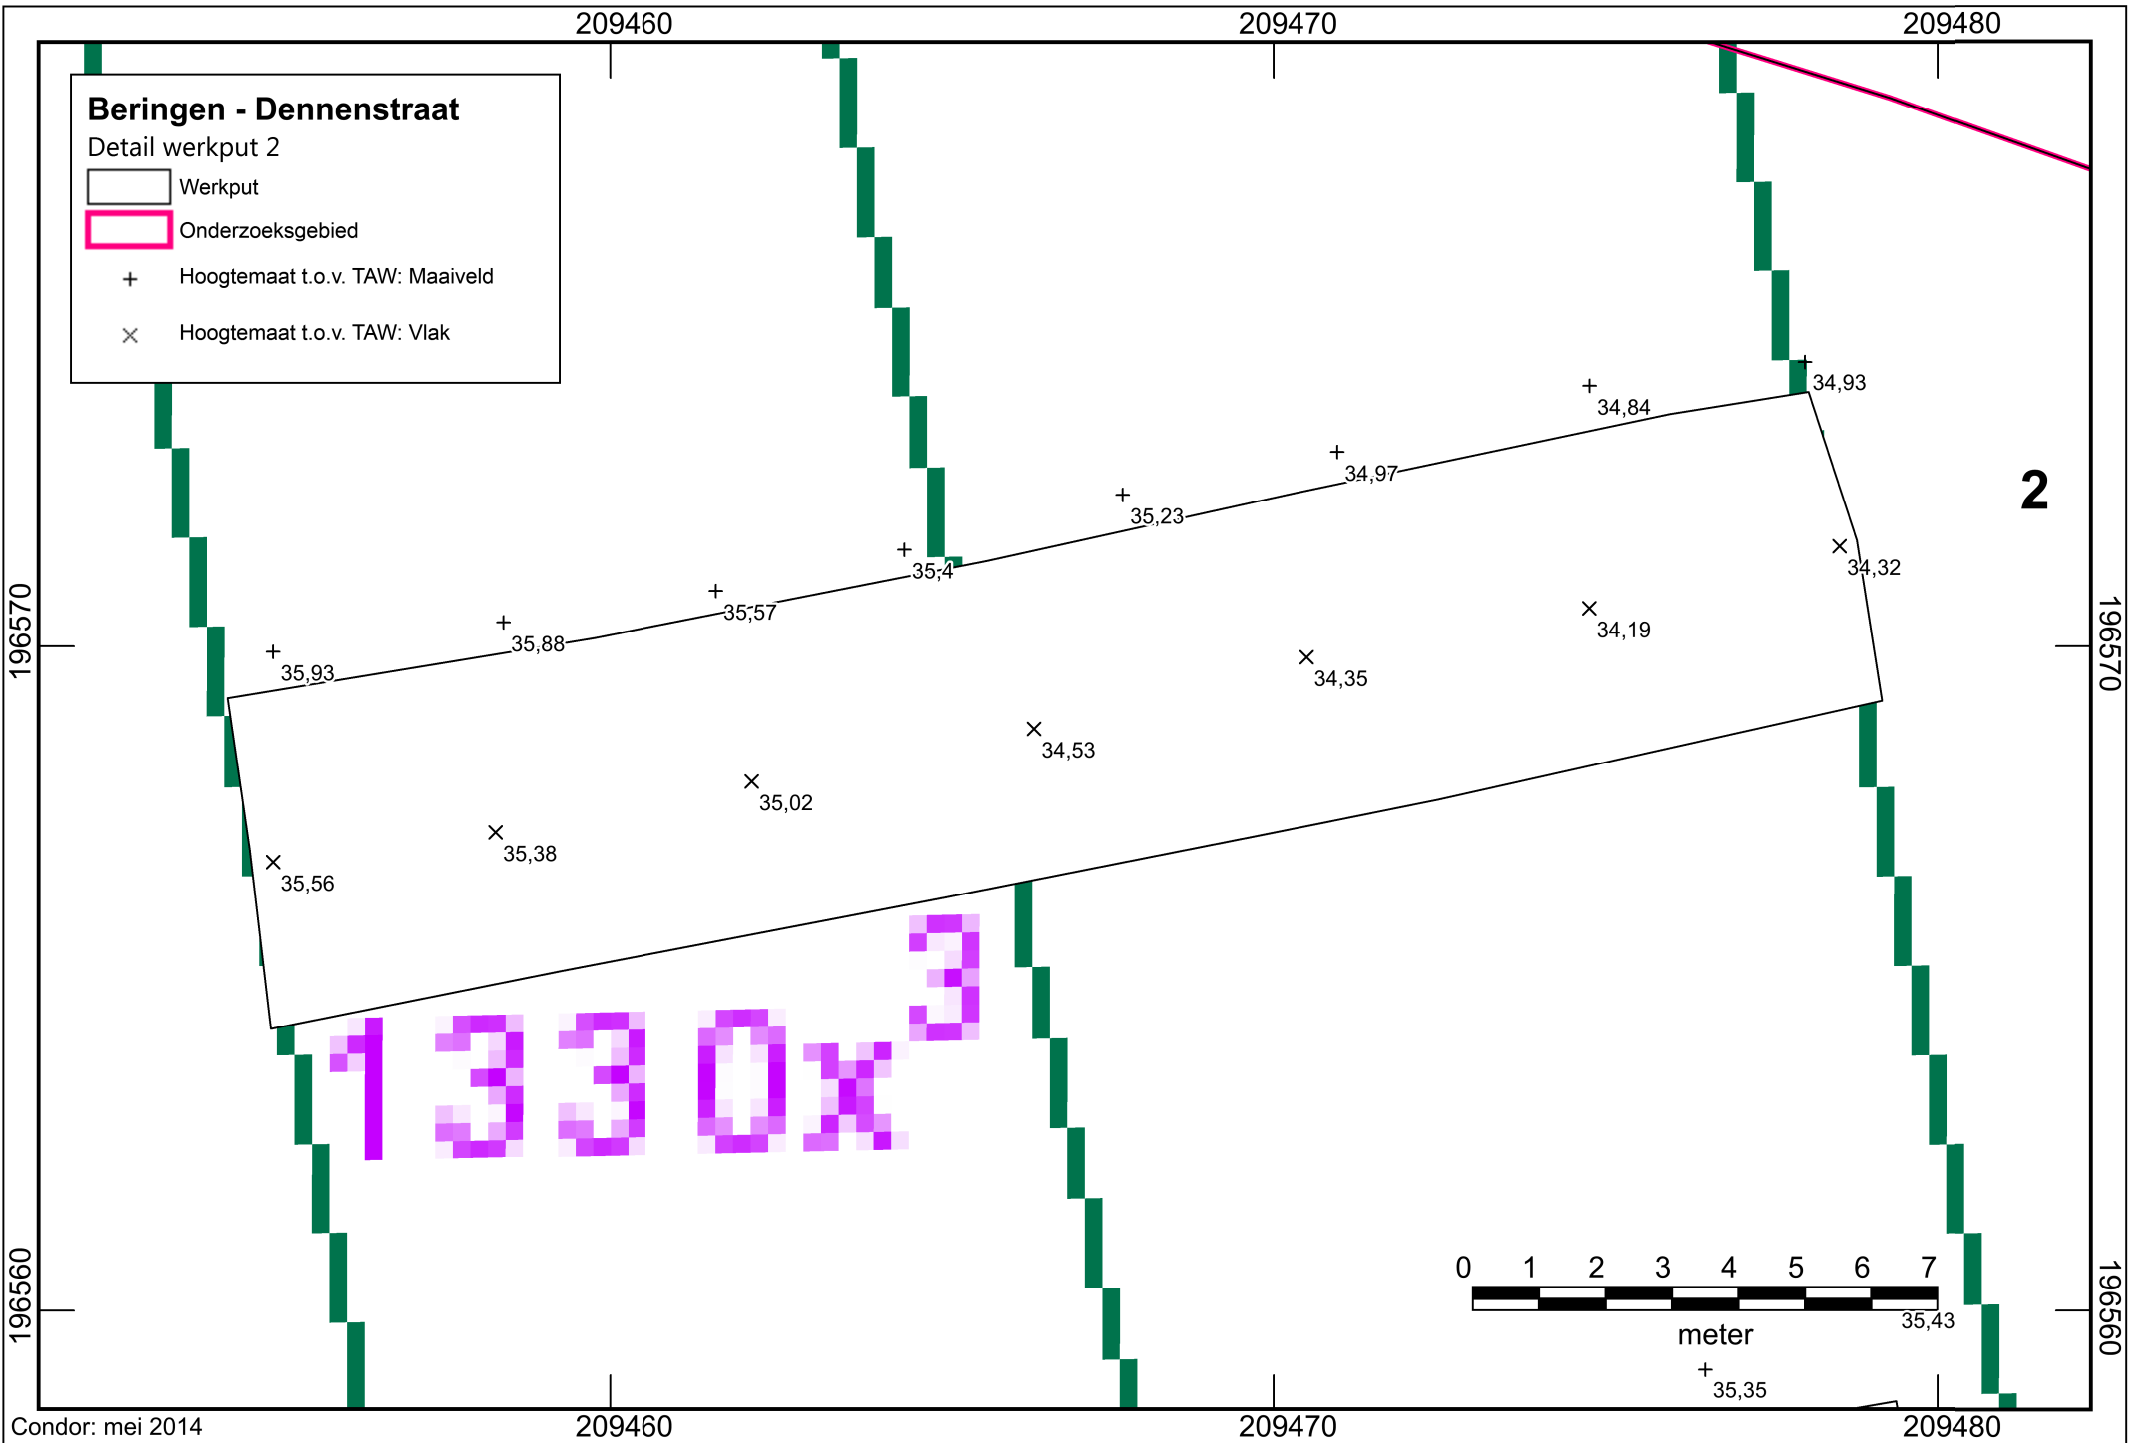 209460 209470 209480
Beringen - Dennenstraat
Detail werkput 2
Werkput
Onderzoeksgebied
+ Hoogtemaat t.o.v. TAW: Maaiveld
× Hoogtemaat t.o.v. TAW: Vlak
34,93
34,84
34,97
2
35,23
35,4
34,32
35,57
34,19
35,88
196570
196570
35,93
34,35
34,53
35,02
35,38
35,56
1330x3
0 1 2 3 4 5 6 7
meter
35,43
196560
196560
35,35
Condor: mei 2014
209460 209470 209480